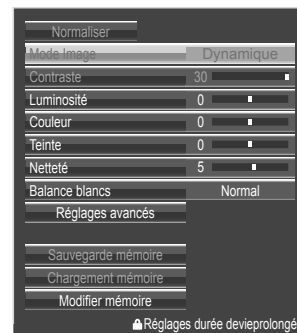 Normaliser
Mode Image Dynamique
Contraste 30
Luminosité 0
Couleur 0
Teinte 0
Netteté 5
Balance blancs Normal
Réglages avancés
Sauvegarde mémoire
Chargement mémoire
Modifier mémoire
Réglages durée devieprolongé